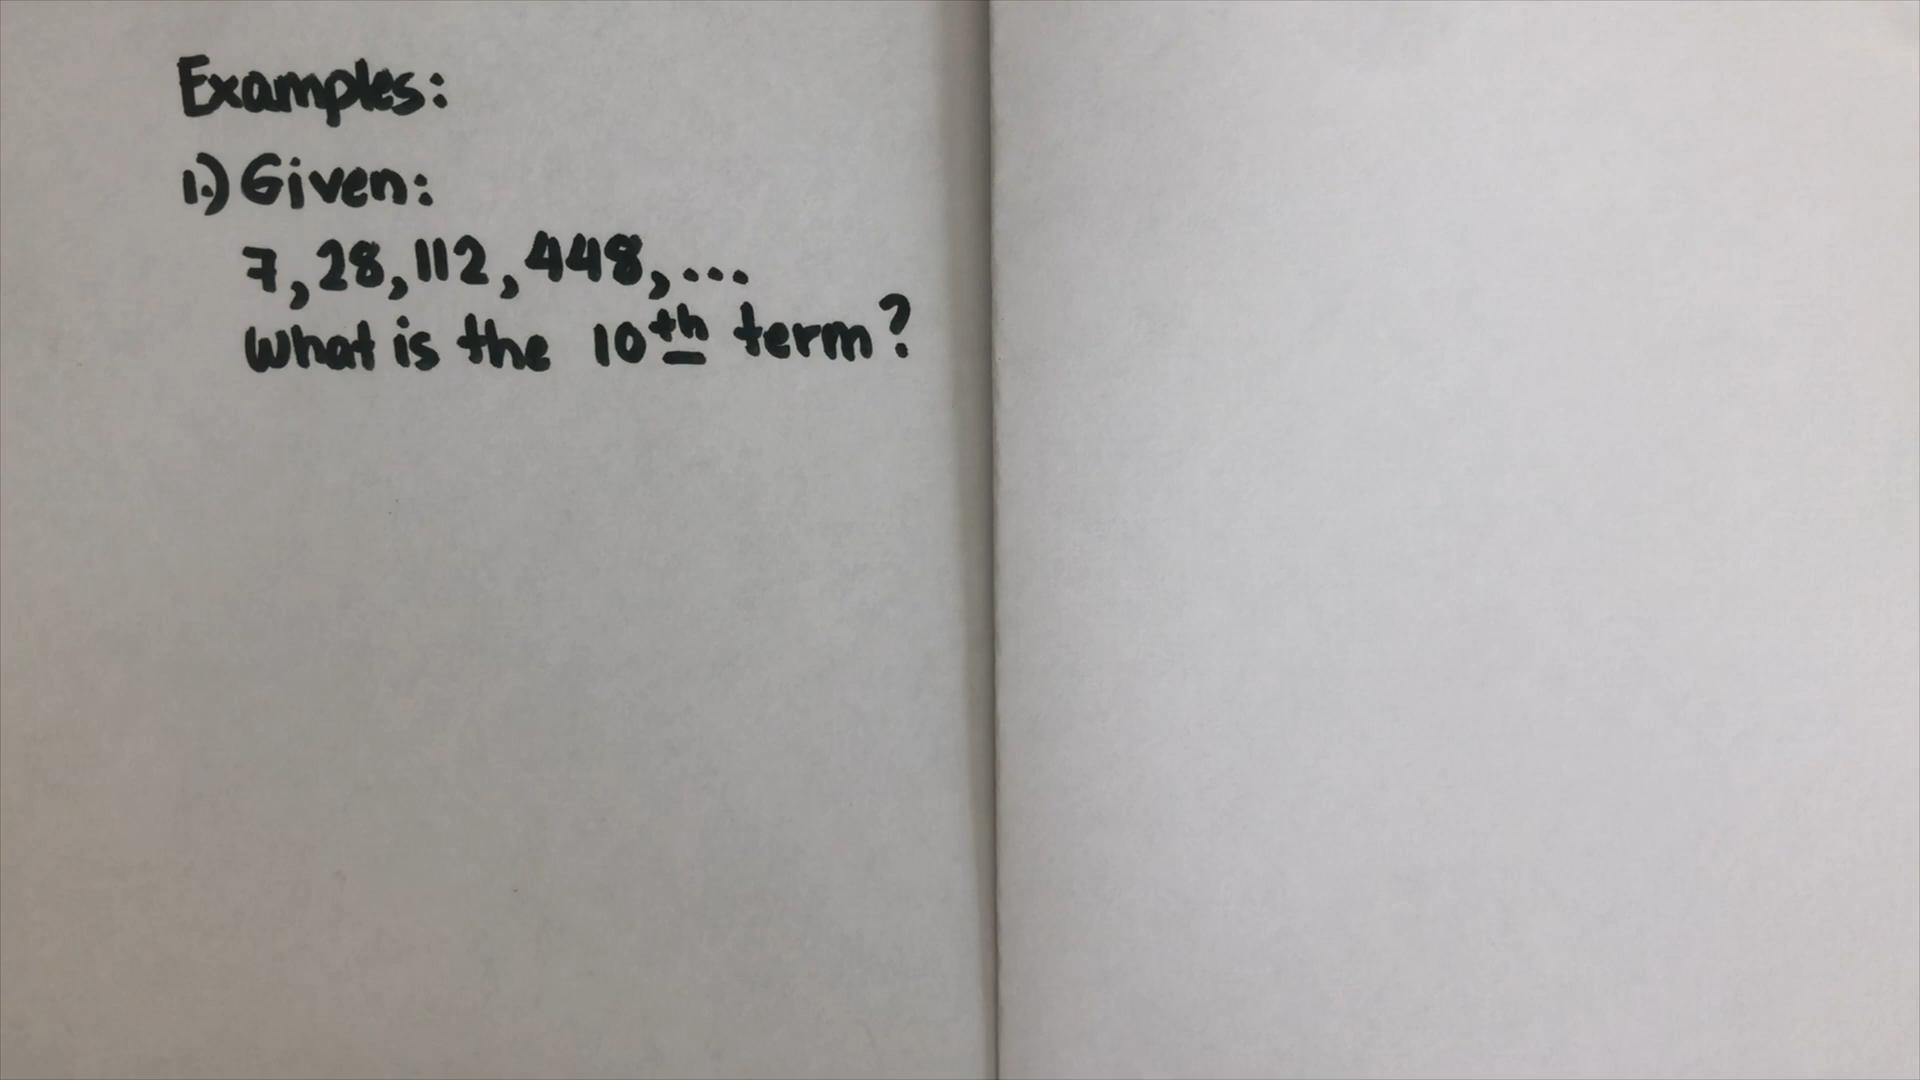 Examples:
1.) Given:
7, 28, 112, 448, ...
What is the 10th term?